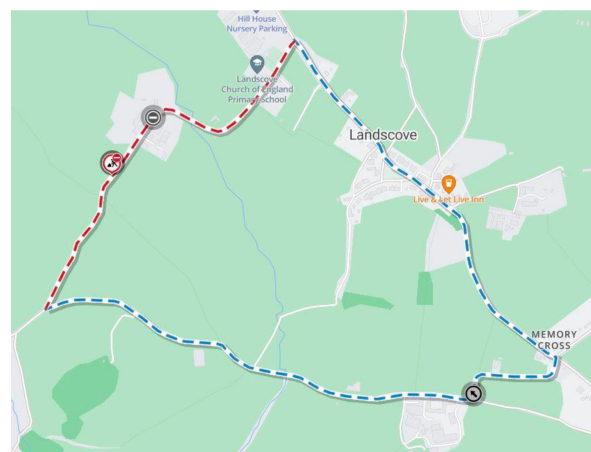 Hill House
Nursery Parking
Landscove
Church of England
Primary School
Landscove
Live & Let Live Inn
MEMORY
CROSS